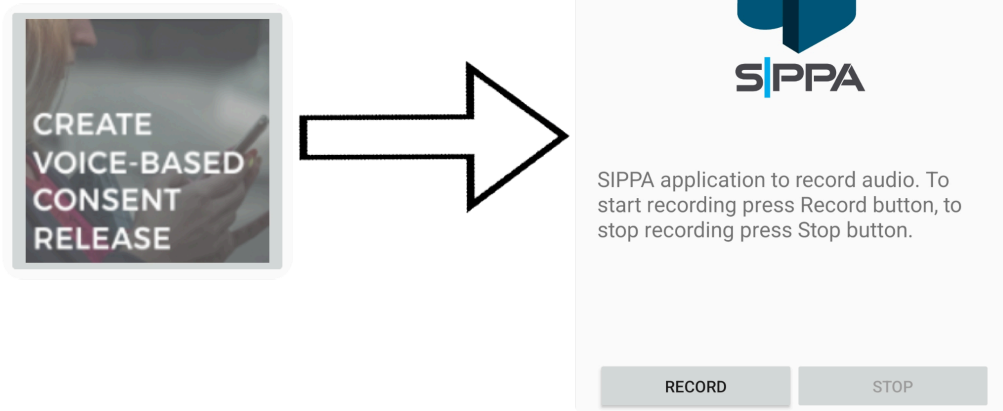 CREATE
VOICE-BASED
CONSENT
RELEASE
SIPPA
SIPPA application to record audio. To
start recording press Record button, to
stop recording press Stop button.
RECORD
STOP